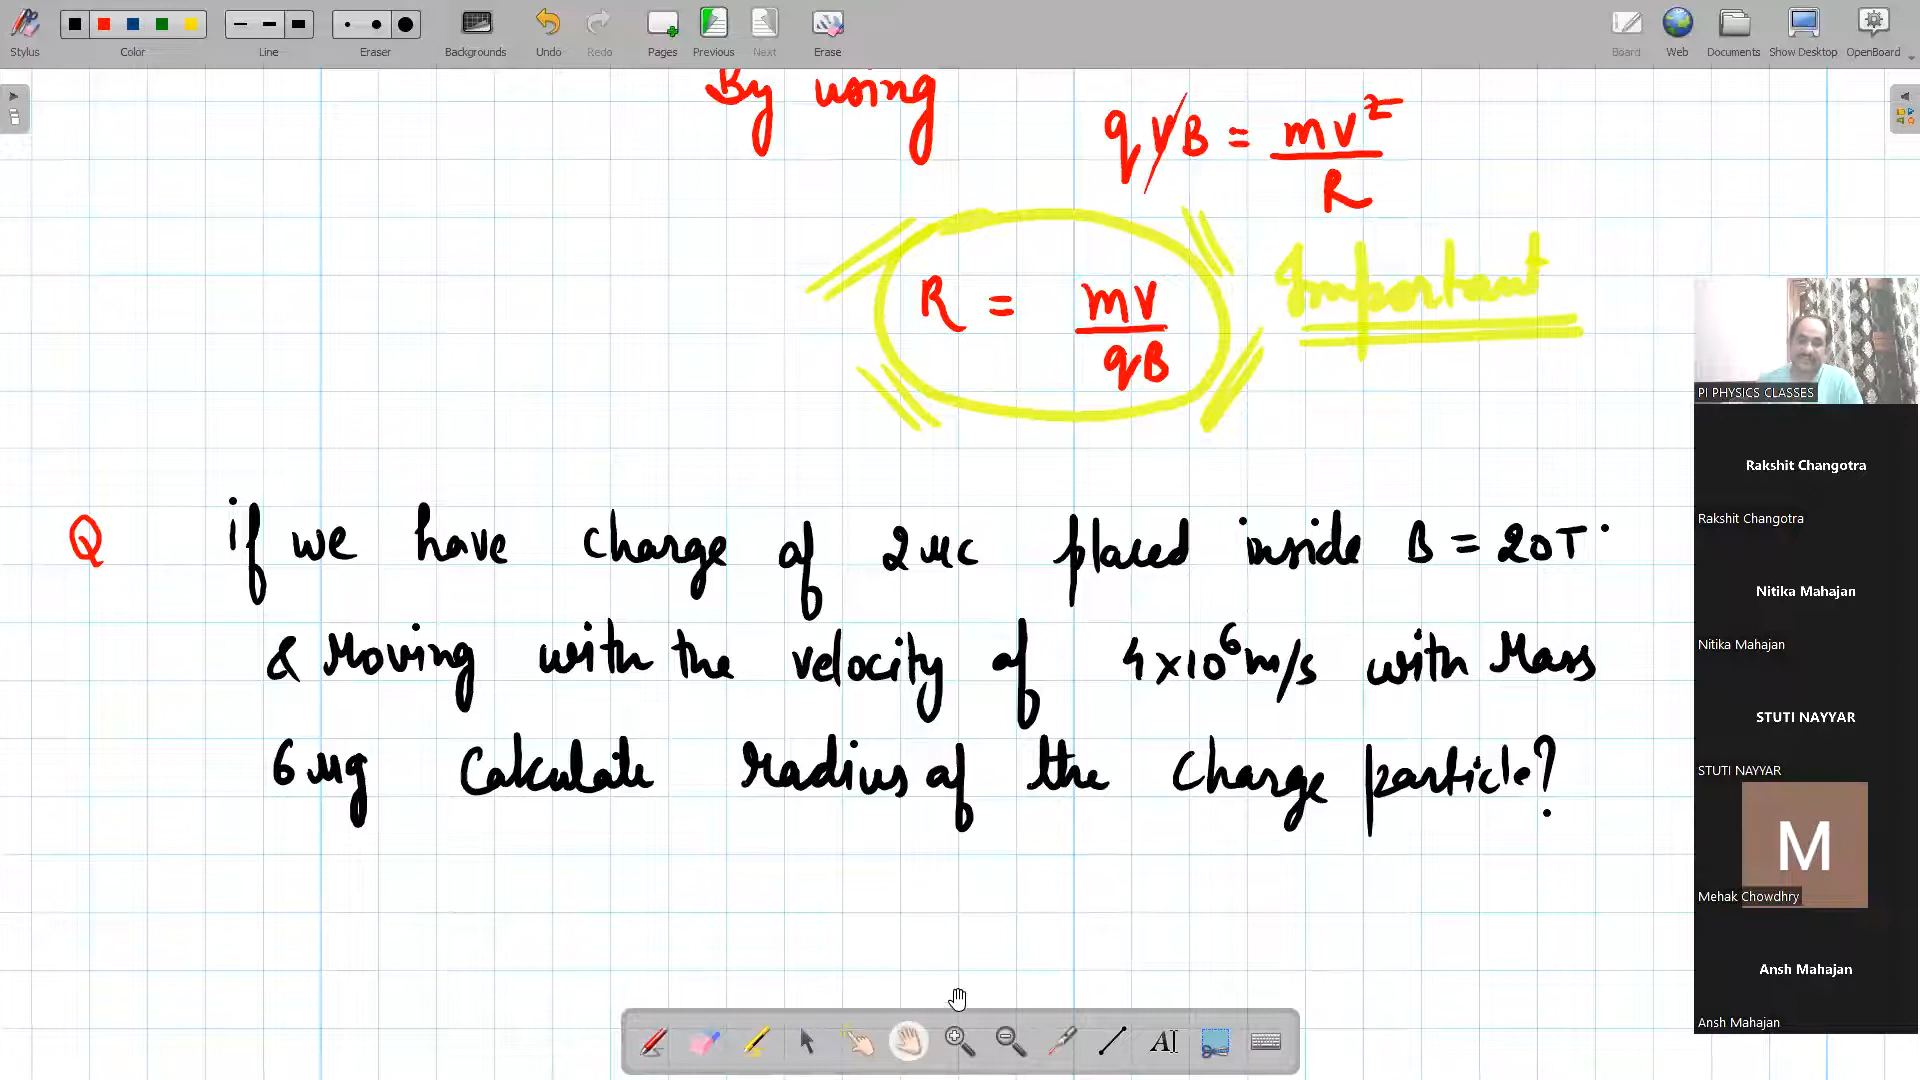 Stylus
Color
Line
Eraser
Backgrounds
Undo
Redo
Pages
Previous
Next
Erase
Board
Web
Documents
Show Desktop
OpenBoard
By using
qvB = mv²/R
R = mv/qB
Important
Q if we have charge of 2μc placed inside B = 20T
& Moving with the velocity of 4x10⁶m/s with Mass
6μg Calculate radius of the charge particle?
PI PHYSICS CLASSES
Rakshit Changotra
Rakshit Changotra
Nitika Mahajan
Nitika Mahajan
STUTI NAYYAR
STUTI NAYYAR
M
Mehak Chowdhry
Ansh Mahajan
Ansh Mahajan